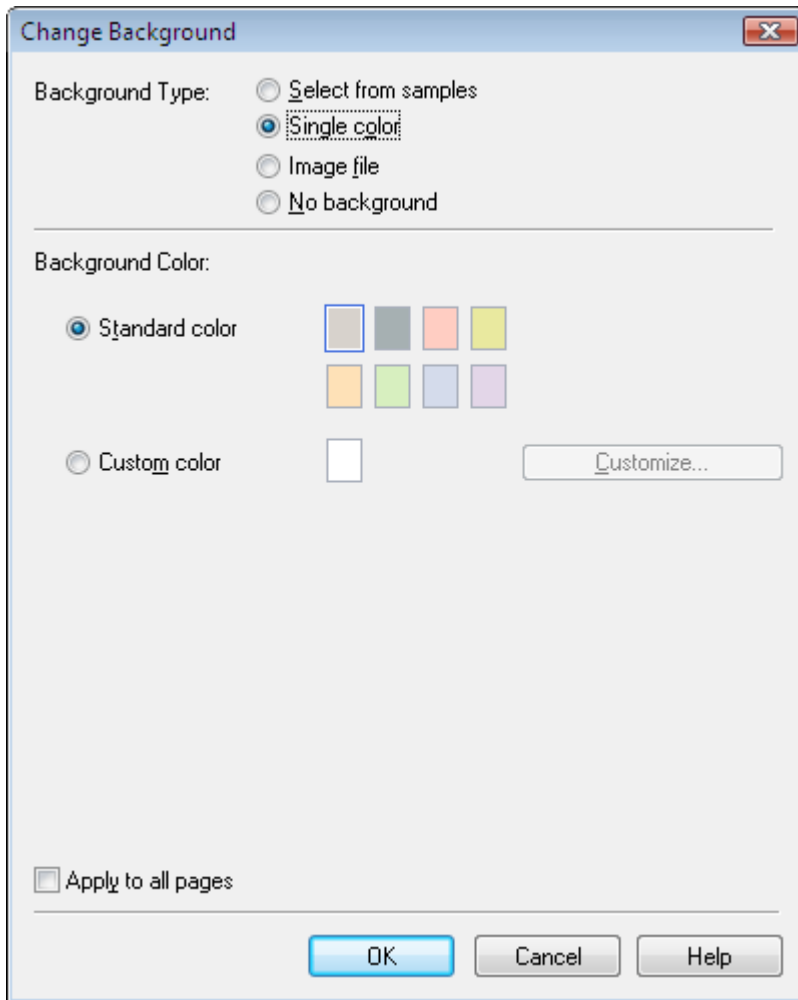 Change Background
Background Type:
Select from samples
Single color
Image file
No background
Background Color:
Standard color
Custom color
Customize...
Apply to all pages
OK Cancel Help